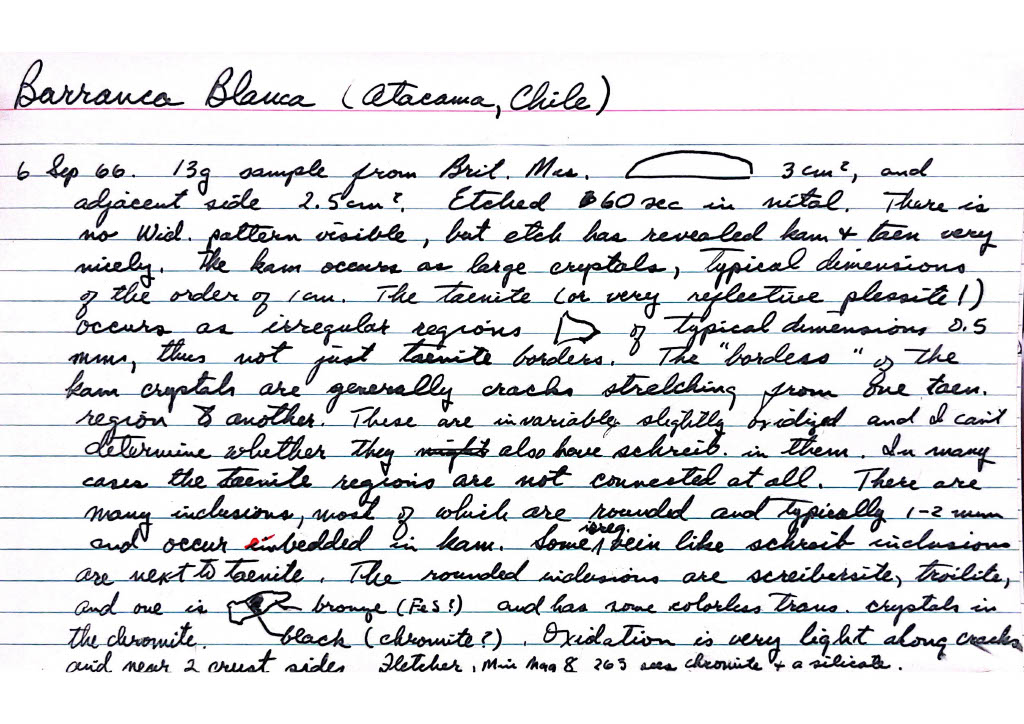 Barranca Blanca (Atacama, Chile)
6 Sep 66. 13g sample from Brit. Mus. 3 cm², and
adjacent side 2.5 cm². Etched 60 sec in nital. There is
no Wid. pattern visible, but etch has revealed kam & taen very
nicely. The kam occurs as large crystals, typical dimensions
of the order of 1 cm. The taenite (or very reflective plessite!)
occurs as irregular regions of typical dimensions 0.5
mms, thus not just taenite borders. The "borders" of the
kam crystals are generally cracks stretching from one taen.
region to another. These are invariably slightly oxidized and I can't
determine whether they might also have schreib. in them. In many
cases the taenite regions are not connected at all. There are
many inclusions, most of which are rounded and typically 1-2 mm
and occur embedded in kam. Some irreg. vein like schreib inclusions
are next to taenite. The rounded inclusions are screibersite, troilite,
and one is bronze (FeS?) and has some colorless trans. crystals in
the chromite. black (chromite?). Oxidation is very light along cracks
and near 2 crust sides. Fletcher, Min Mag 8 263 sees chromite & a silicate.